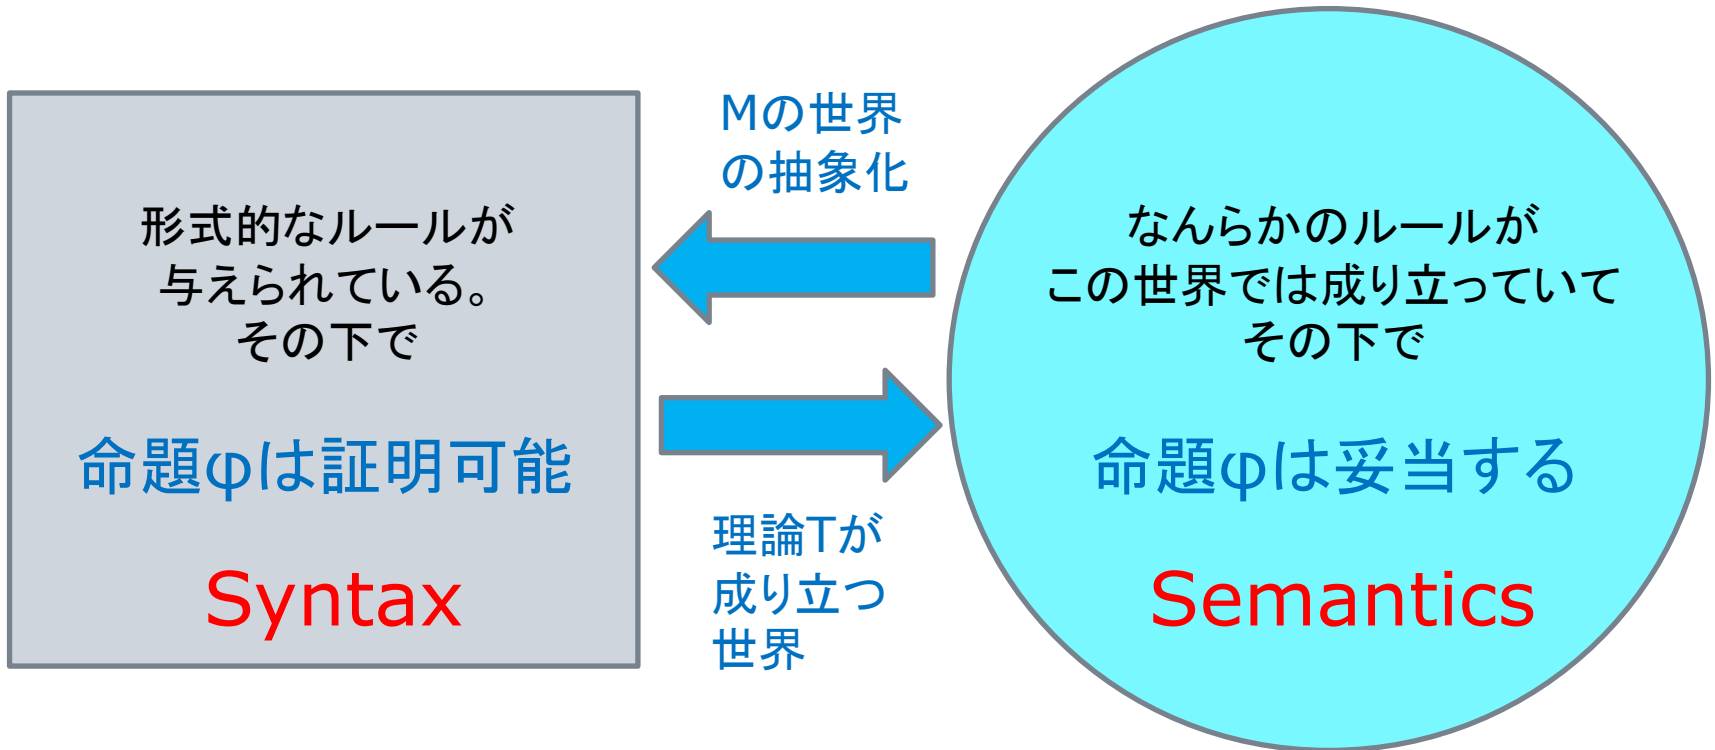 形式的なルールが
与えられている。
その下で
命題φは証明可能
Syntax
Mの世界
の抽象化
理論Tが
成り立つ
世界
なんらかのルールが
この世界では成り立っていて
その下で
命題φは妥当する
Semantics